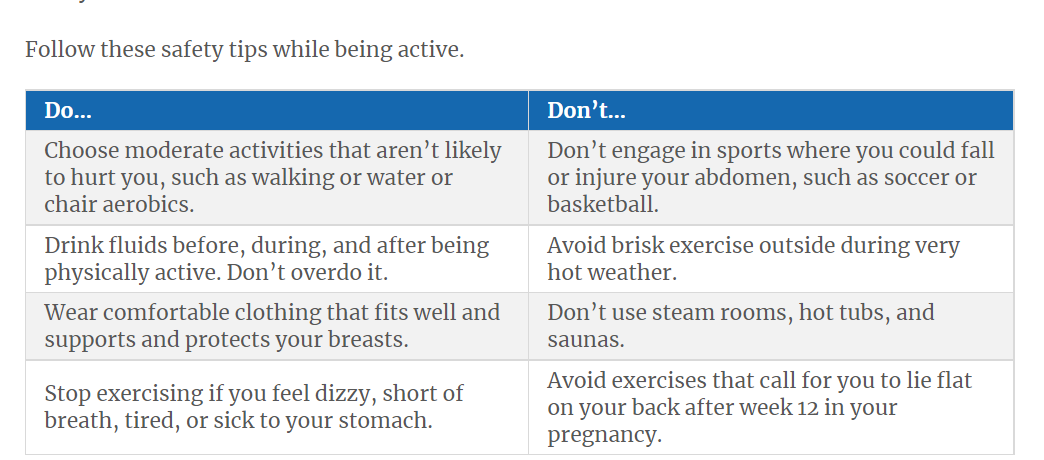 Follow these safety tips while being active.
Do...
Don’t...
Choose moderate activities that aren’t likely
to hurt you, such as walking or water or
chair aerobics.
Don’t engage in sports where you could fall
or injure your abdomen, such as soccer or
basketball.
Drink fluids before, during, and after being
physically active. Don’t overdo it.
Avoid brisk exercise outside during very
hot weather.
Wear comfortable clothing that fits well and
supports and protects your breasts.
Don’t use steam rooms, hot tubs, and
saunas.
Stop exercising if you feel dizzy, short of
breath, tired, or sick to your stomach.
Avoid exercises that call for you to lie flat
on your back after week 12 in your
pregnancy.